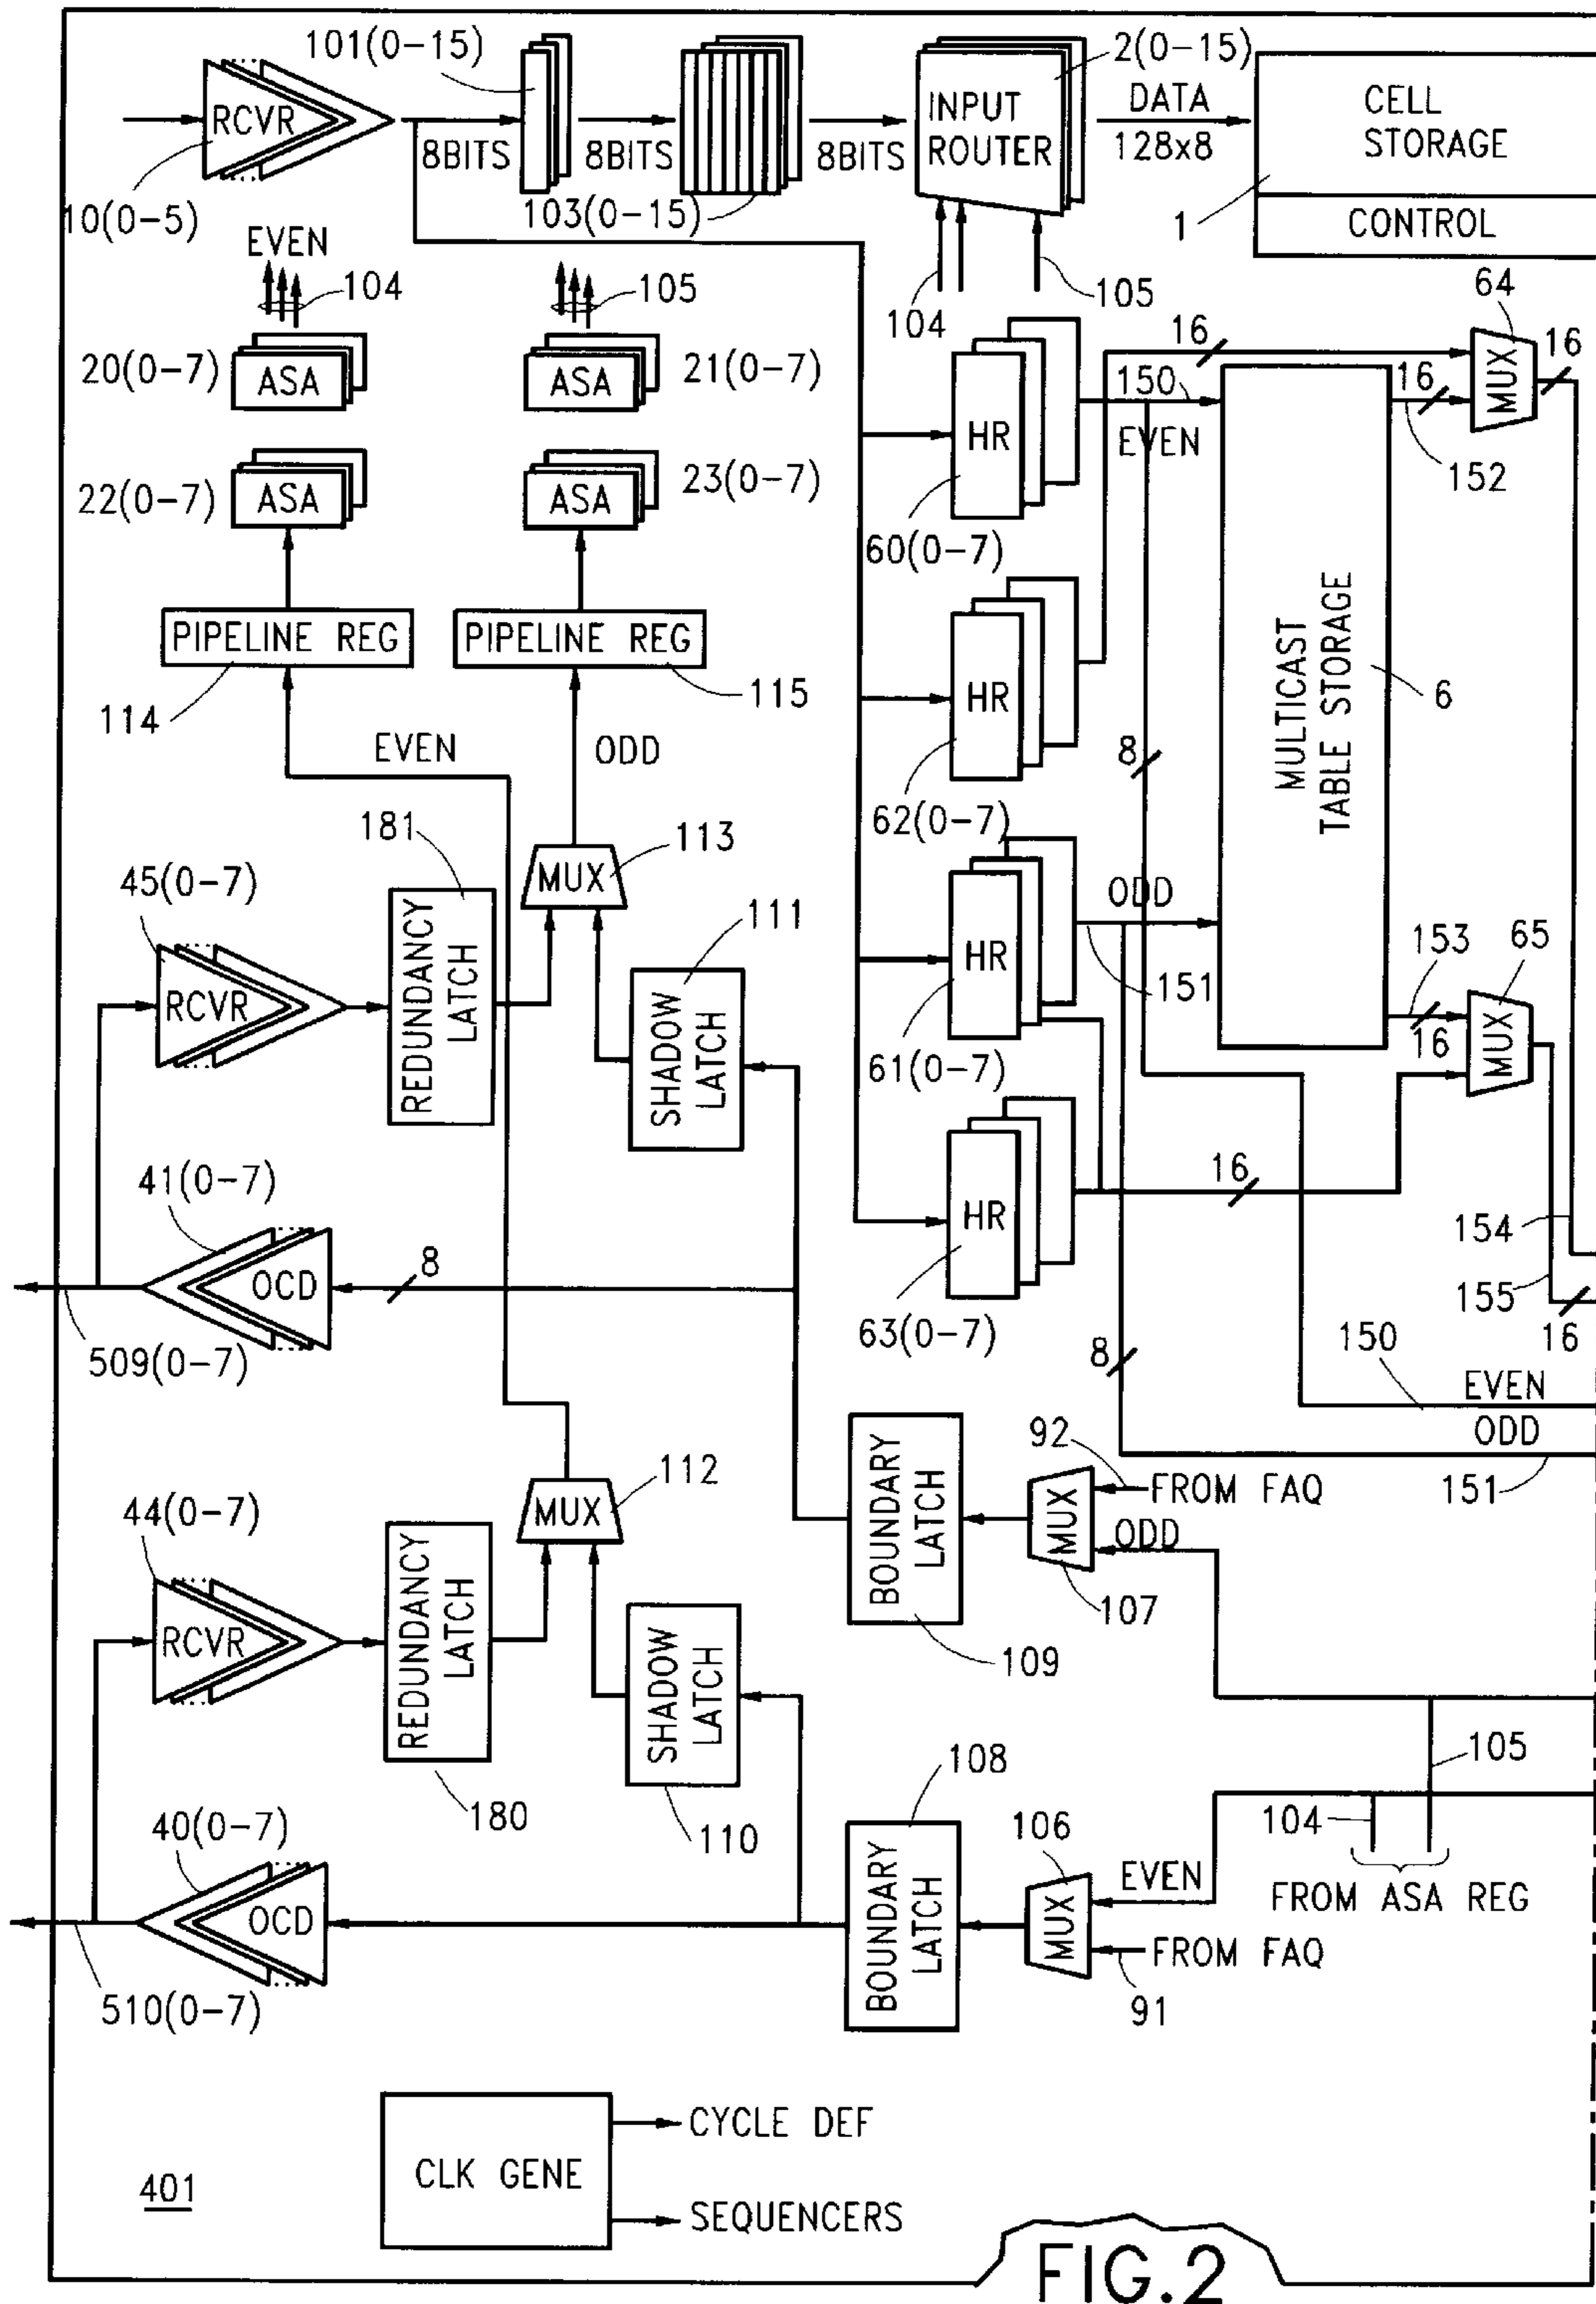 101(0-15)
2(0-15)
RCVR
INPUT
ROUTER
DATA
128x8
CELL
STORAGE
8BITS
8BITS
8BITS
10(0-5)
103(0-15)
1
CONTROL
EVEN
104
105
104
105
64
20(0-7)
ASA
ASA
21(0-7)
16
16
MUX
16
150
EVEN
152
HR
22(0-7)
ASA
ASA
23(0-7)
60(0-7)
PIPELINE REG
PIPELINE REG
114
115
HR
MULTICAST
TABLE STORAGE
6
EVEN
ODD
8
62(0-7)
181
113
MUX
45(0-7)
111
ODD
HR
151
153
65
RCVR
REDUNDANCY
LATCH
SHADOW
LATCH
16
MUX
61(0-7)
41(0-7)
HR
16
154
OCD
8
155
16
509(0-7)
63(0-7)
8
150
EVEN
ODD
151
92
FROM FAQ
112
MUX
BOUNDARY
LATCH
MUX
ODD
44(0-7)
107
RCVR
REDUNDANCY
LATCH
SHADOW
LATCH
109
105
108
180
110
106
104
40(0-7)
EVEN
FROM ASA REG
OCD
BOUNDARY
LATCH
MUX
FROM FAQ
510(0-7)
91
CYCLE DEF
CLK GENE
401
SEQUENCERS
FIG.2